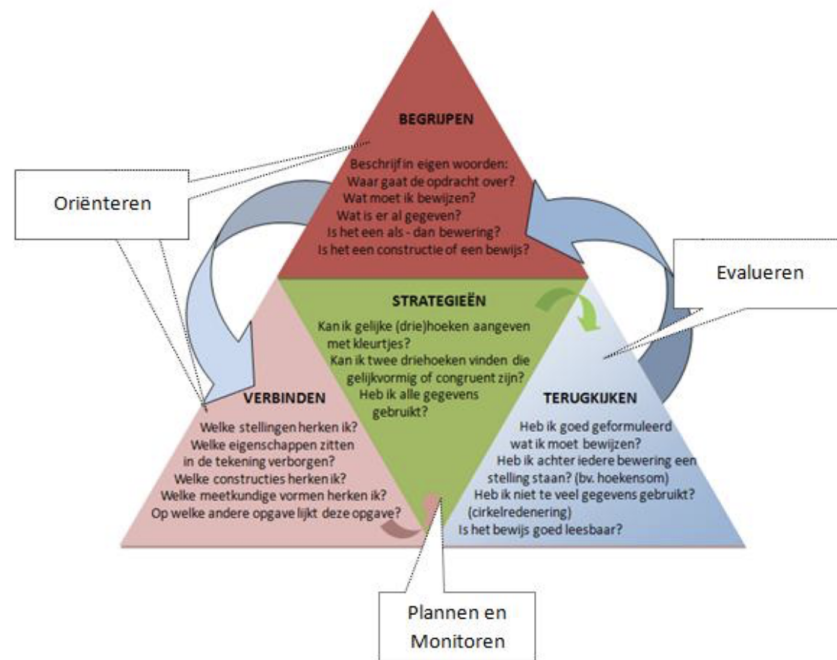 BEGRIJPEN
Beschrijf in eigen woorden:
Waar gaat de opdracht over?
Wat moet ik bewijzen?
Wat is er al gegeven?
Is het een als - dan bewering?
Is het een constructie of een bewijs?
Oriënteren
Evalueren
STRATEGIEËN
Kan ik gelijke (drie)hoeken aangeven
met kleurtjes?
Kan ik twee driehoeken vinden die
gelijkvormig of congruent zijn?
Heb ik alle gegevens
gebruikt?
VERBINDEN
Welke stellingen herken ik?
Welke eigenschappen zitten
in de tekening verborgen?
Welke constructies herken ik?
Welke meetkundige vormen herken ik?
Op welke andere opgave lijkt deze opgave?
TERUGKIJKEN
Heb ik goed geformuleerd
wat ik moet bewijzen?
Heb ik achter iedere bewering een
stelling staan? (bv. hoekensom)
Heb ik niet te veel gegevens gebruikt?
(cirkelredenering)
Is het bewijs goed leesbaar?
Plannen en
Monitoren